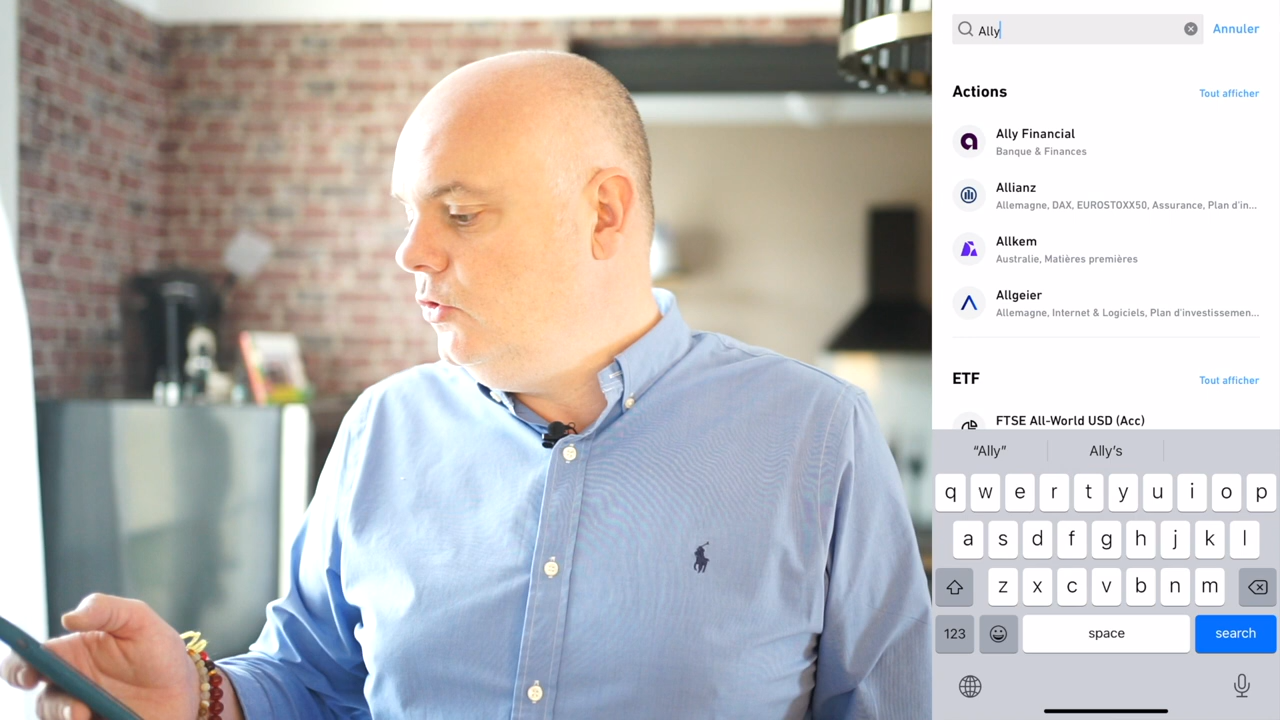 Ally
Annuler
Actions
Tout afficher
Ally Financial
Banque & Finances
Allianz
Allemagne, DAX, EUROSTOXX50, Assurance, Plan d'in...
Allkem
Australie, Matières premières
Allgeier
Allemagne, Internet & Logiciels, Plan d'investissemen...
ETF
Tout afficher
FTSE All-World USD (Acc)
“Ally”
Ally’s
q w e r t y u i o p
a s d f g h j k l
z x c v b n m
123
space
search